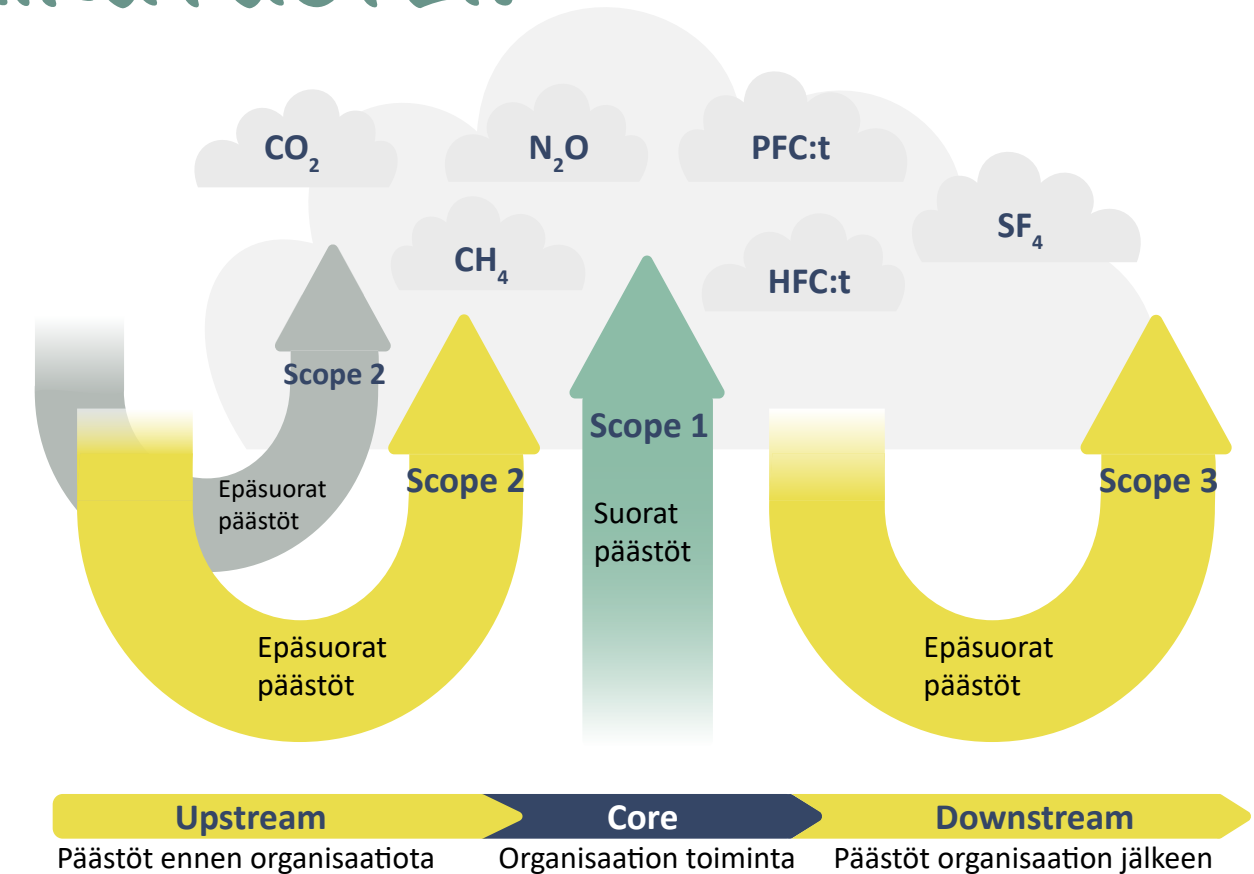 CO₂
N₂O
PFC:t
SF₄
CH₄
HFC:t
Scope 2
Epäsuorat
päästöt
Scope 2
Epäsuorat
päästöt
Scope 1
Suorat
päästöt
Scope 3
Epäsuorat
päästöt
Upstream
Core
Downstream
Päästöt ennen organisaatiota
Organisaation toiminta
Päästöt organisaation jälkeen